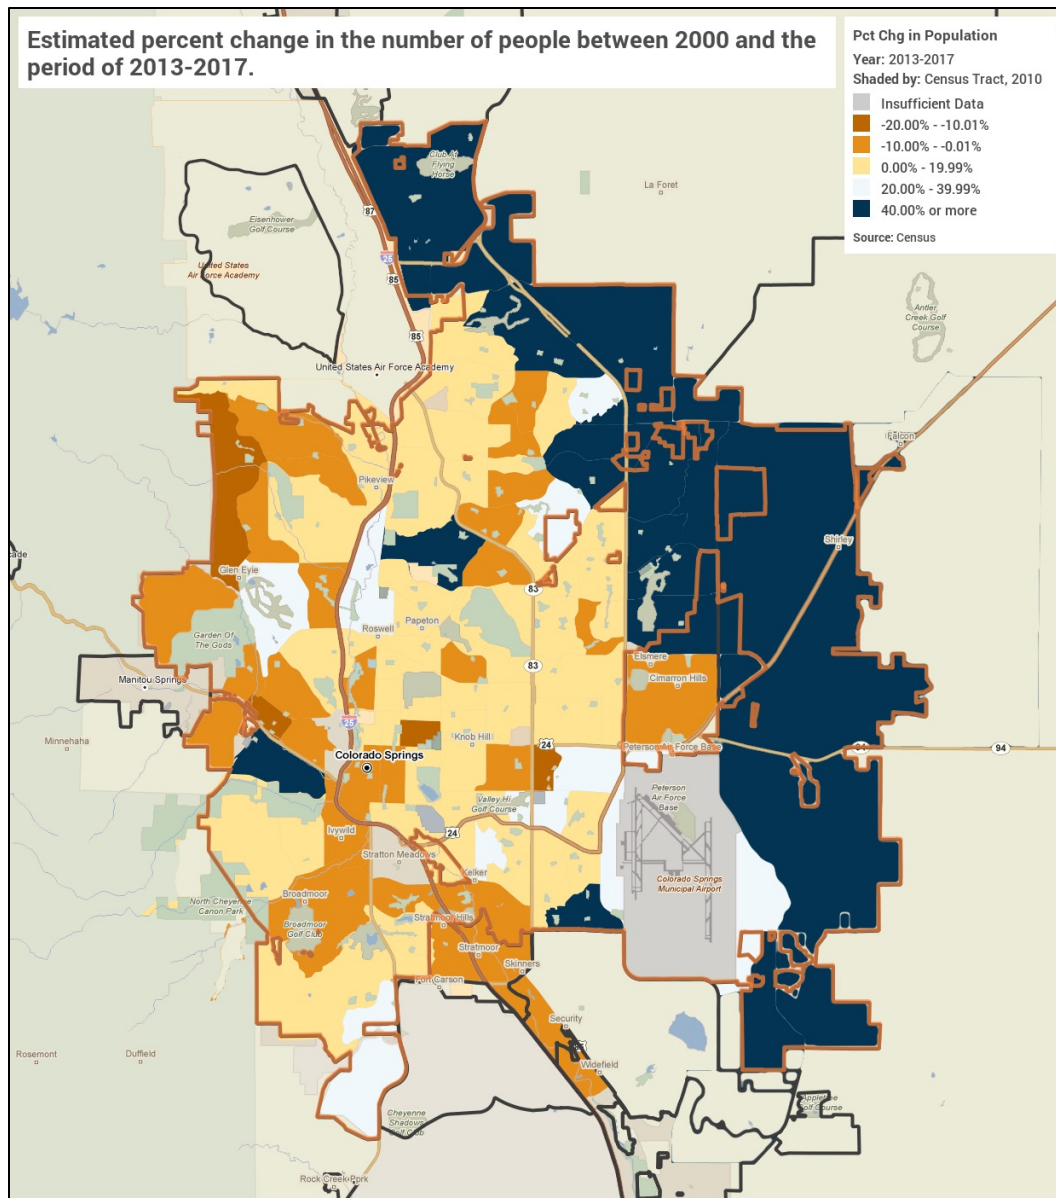 Estimated percent change in the number of people between 2000 and the
period of 2013-2017.
Pct Chg in Population
Year: 2013-2017
Shaded by: Census Tract, 2010
Insufficient Data
-20.00% - -10.01%
-10.00% - -0.01%
0.00% - 19.99%
20.00% - 39.99%
40.00% or more
Source: Census
Club At
Flying
Horse
La Foret
87
Eisenhower
Golf Course
25
United States
Air Force Academy
85
Antler
Creek Golf
Course
85
United States Air Force Academy
Falcon
Pikeview
Shirley
cade
Glen Eyie
83
Garden Of
The Gods
Roswell
Papeton
Elsmere
83
Cimarron Hills
Manitou Springs
25
Minnehaha
Knob Hill
24
Peterson Air Force Base
94
Colorado Springs
Peterson
Air Force
Base
Valley Hi
Golf Course
Ivywild
24
Stratton Meadows
Kelker
Colorado Springs
Municipal Airport
Broadmoor
North Cheyenne
Canon Park
Broadmoor
Golf Club
Stratmoor Hills
Stratmoor
Skinners
Fort Carson
Security
Rosemont
Duffield
Widefield
Appletree
Golf Course
Cheyenne
Shadows
Golf Club
Rock Creek Park